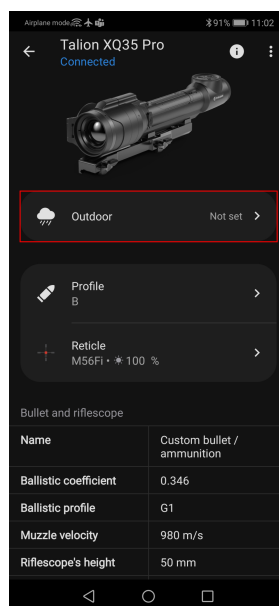 Airplane mode 91% 11:02
Talion XQ35 Pro
Connected
Outdoor Not set
Profile
B
Reticle
M56Fi • 100 %
Bullet and riflescope
Name Custom bullet /
ammunition
Ballistic coefficient 0.346
Ballistic profile G1
Muzzle velocity 980 m/s
Riflescope's height 50 mm